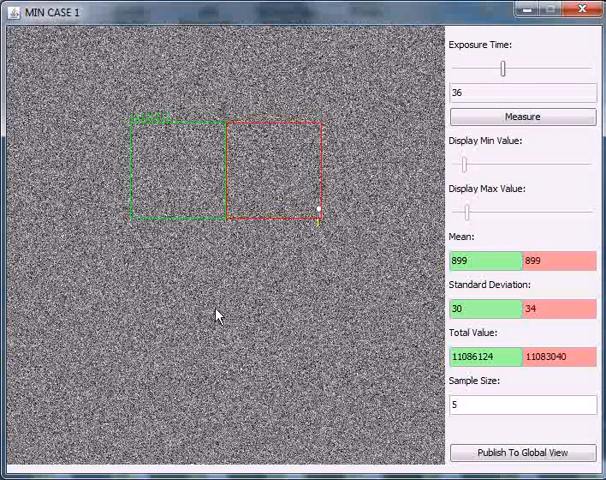 MIN CASE 1
Exposure Time:
36
Measure
Display Min Value:
Display Max Value:
Mean:
899 899
Standard Deviation:
30 34
Total Value:
11086124 11083040
Sample Size:
5
Publish To Global View